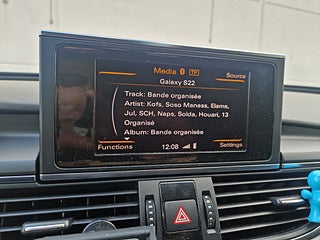 Media TP
Source
Galaxy S22
Track: Bande organisée
Artist: Kofs, Soso Maness, Elams,
Jul, SCH, Naps, Solda, Houari, 13
Organisé
Album: Bande organisée
Functions
12:08
Settings